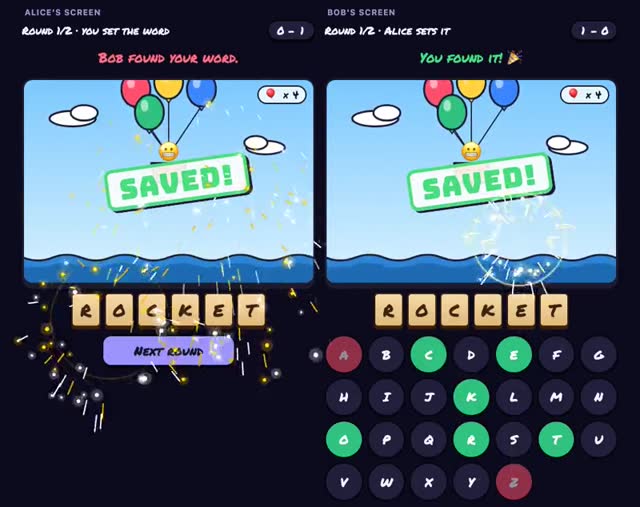 ALICE'S SCREEN
Round 1/2 · you set the word
0 – 1
Bob found your word.
x 4
SAVED!
R O C K E T
Next round
BOB'S SCREEN
Round 1/2 · Alice sets it
1 – 0
You found it! 🎉
x 4
SAVED!
R O C K E T
A B C D E F G
H I J K L M N
O P Q R S T U
V W X Y Z